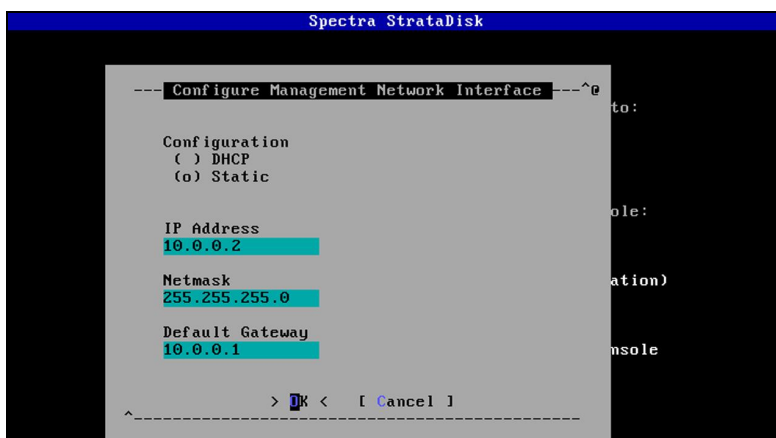 Spectra StrataDisk
--- Configure Management Network Interface ---^@
to:
Configuration
( ) DHCP
(o) Static
ole:
IP Address
10.0.0.2
Netmask
ation)
255.255.255.0
Default Gateway
10.0.0.1
nsole
> OK < [ Cancel ]
^_______________________________________________